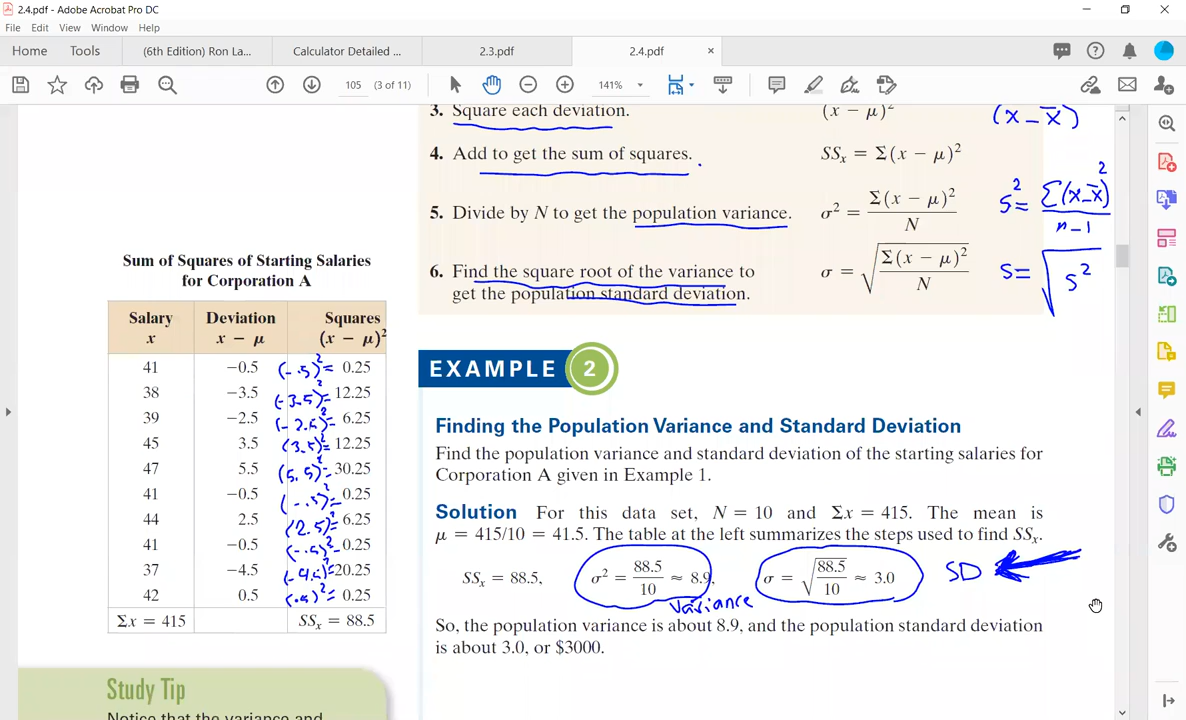 2.4.pdf - Adobe Acrobat Pro DC
File Edit View Window Help
Home Tools (6th Edition) Ron La... Calculator Detailed ... 2.3.pdf 2.4.pdf ×
105 (3 of 11) 141%
3. Square each deviation. (x − μ)² (x − x̄)
4. Add to get the sum of squares. SSₓ = Σ(x − μ)²
5. Divide by N to get the population variance. σ² = Σ(x − μ)² / N s² = Σ(x − x̄)² / n−1
6. Find the square root of the variance to
get the population standard deviation. σ = √(Σ(x − μ)² / N) s = √s²
Sum of Squares of Starting Salaries
for Corporation A
Salary x Deviation x − μ Squares (x − μ)²
41 −0.5 (-.5)²= 0.25
38 −3.5 (-3.5)²= 12.25
39 −2.5 (-2.5)²= 6.25
45 3.5 (3.5)²= 12.25
47 5.5 (5.5)²= 30.25
41 −0.5 (-.5)²= 0.25
44 2.5 (2.5)²= 6.25
41 −0.5 (-.5)²= 0.25
37 −4.5 (-4.5)²= 20.25
42 0.5 (.5)²= 0.25
Σx = 415 SSₓ = 88.5
Study Tip
Notice that the variance and
EXAMPLE 2
Finding the Population Variance and Standard Deviation
Find the population variance and standard deviation of the starting salaries for
Corporation A given in Example 1.
Solution For this data set, N = 10 and Σx = 415. The mean is
μ = 415/10 = 41.5. The table at the left summarizes the steps used to find SSₓ.
SSₓ = 88.5, σ² = 88.5 / 10 ≈ 8.9, σ = √(88.5 / 10) ≈ 3.0 SD
Variance
So, the population variance is about 8.9, and the population standard deviation
is about 3.0, or $3000.